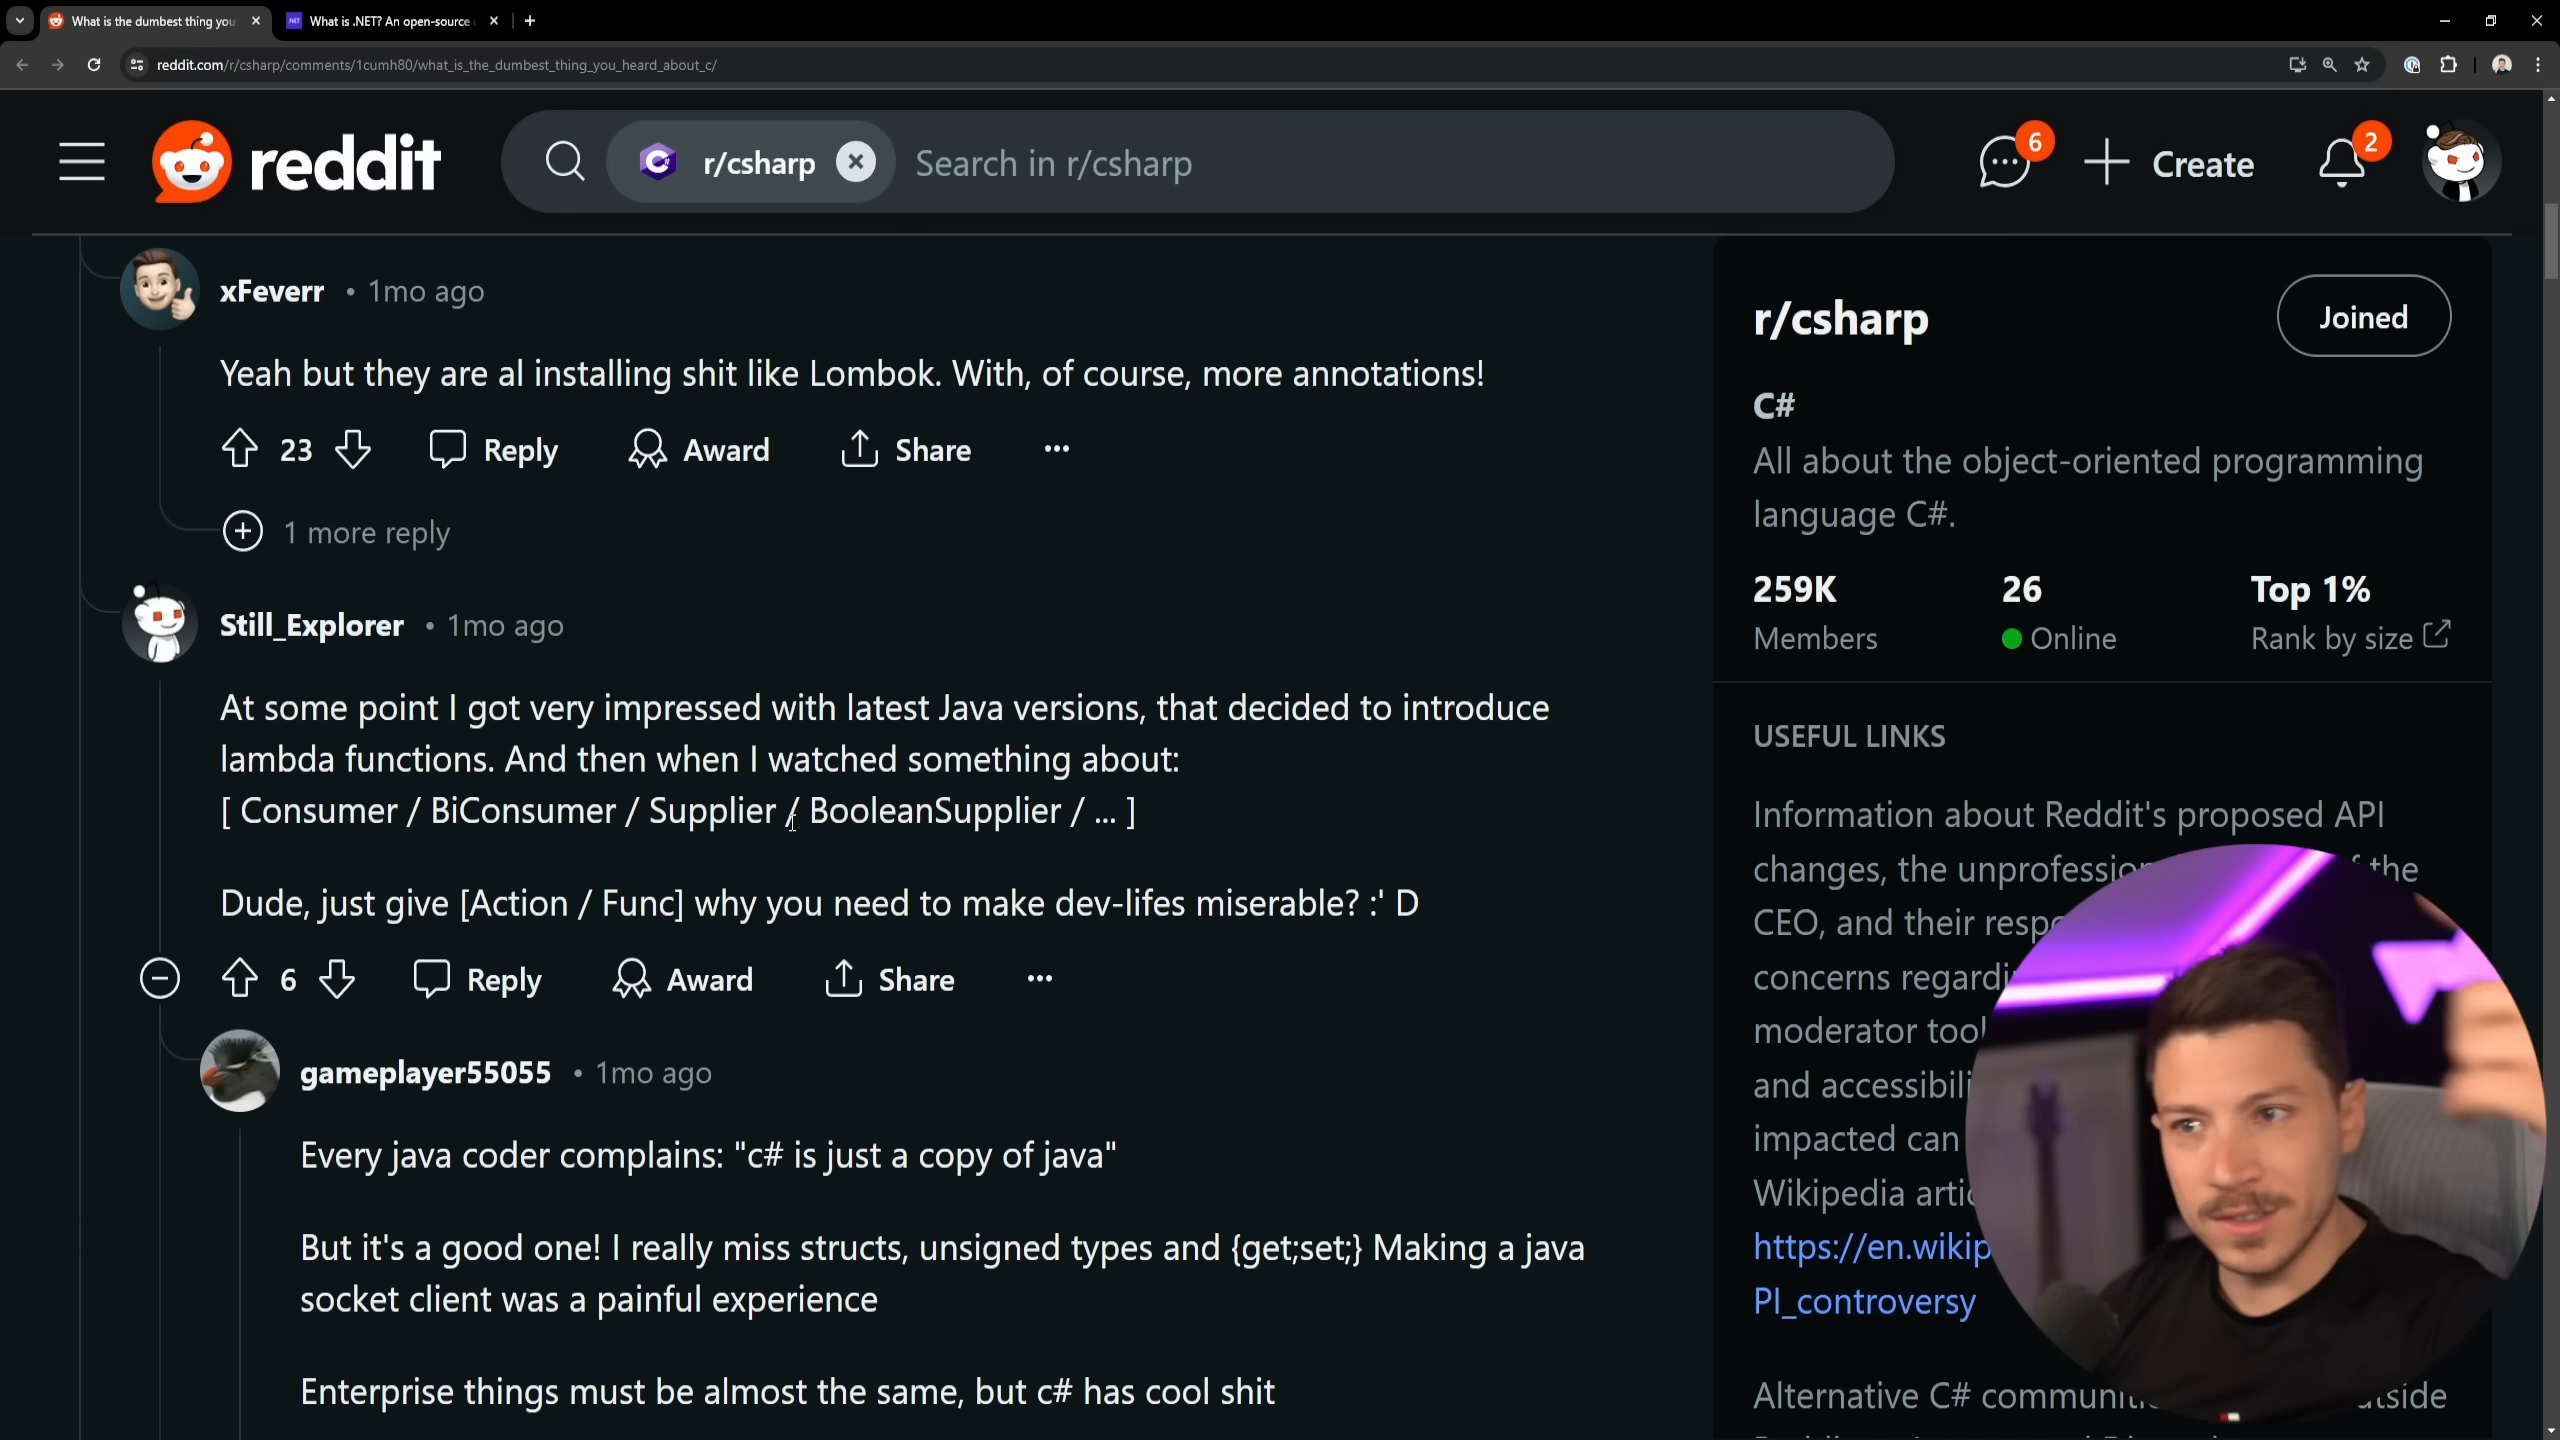 What is the dumbest thing you
What is .NET? An open-source
reddit.com/r/csharp/comments/1cumh80/what_is_the_dumbest_thing_you_heard_about_c/
reddit
r/csharp
Search in r/csharp
6
Create
2
xFeverr • 1mo ago
Yeah but they are al installing shit like Lombok. With, of course, more annotations!
23
Reply
Award
Share
1 more reply
Still_Explorer • 1mo ago
At some point I got very impressed with latest Java versions, that decided to introduce
lambda functions. And then when I watched something about:
[ Consumer / BiConsumer / Supplier / BooleanSupplier / ... ]
Dude, just give [Action / Func] why you need to make dev-lifes miserable? :' D
6
Reply
Award
Share
gameplayer55055 • 1mo ago
Every java coder complains: "c# is just a copy of java"
But it's a good one! I really miss structs, unsigned types and {get;set;} Making a java
socket client was a painful experience
Enterprise things must be almost the same, but c# has cool shit
r/csharp
Joined
C#
All about the object-oriented programming
language C#.
259K
Members
26
Online
Top 1%
Rank by size
USEFUL LINKS
Information about Reddit's proposed API
changes, the the
CEO, and their
concerns
moderator
and
impacted can
Wikipedia
https://en.wikip
PI_controversy
Alternative C#